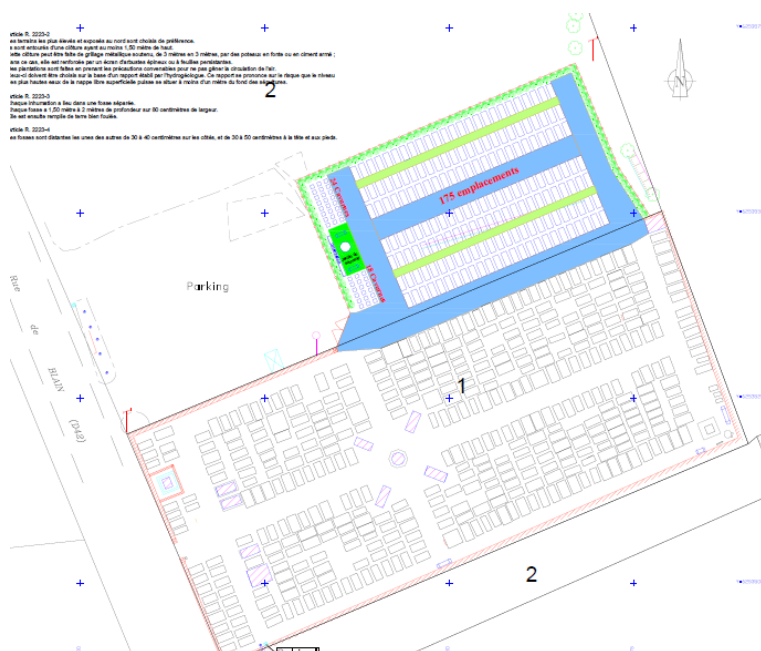 rticle R. 2223-2
es terrains les plus élevés et exposés au nord sont choisis de préférence.
s sont entourés d'une clôture ayant au moins 1,50 mètre de haut.
ette clôture peut être faite de grillage métallique soutenu, de 3 mètres en 3 mètres, par des poteaux en fonte ou en ciment armé ;
ans ce cas, elle est renforcée par un écran d'arbustes épineux ou à feuilles persistantes.
es plantations sont faites en prenant les précautions convenables pour ne pas gêner la circulation de l'air.
eux-ci doivent être choisis sur la base d'un rapport établi par l'hydrogéologue. Ce rapport se prononce sur le risque que le niveau
es plus hautes eaux de la nappe libre superficielle puisse se situer à moins d'un mètre du fond des sépultures.
rticle R. 2223-3
haque inhumation a lieu dans une fosse séparée.
haque fosse a 1,50 mètre à 2 mètres de profondeur sur 80 centimètres de largeur.
lle est ensuite remplie de terre bien foulée.
rticle R. 2223-4
es fosses sont distantes les unes des autres de 30 à 40 centimètres sur les côtés, et de 30 à 50 centimètres à la tête et aux pieds.
2
N
24 Cavurnes
175 emplacements
18 Cavurnes
Parking
Rue
de
BLAIN
(D42)
1
2